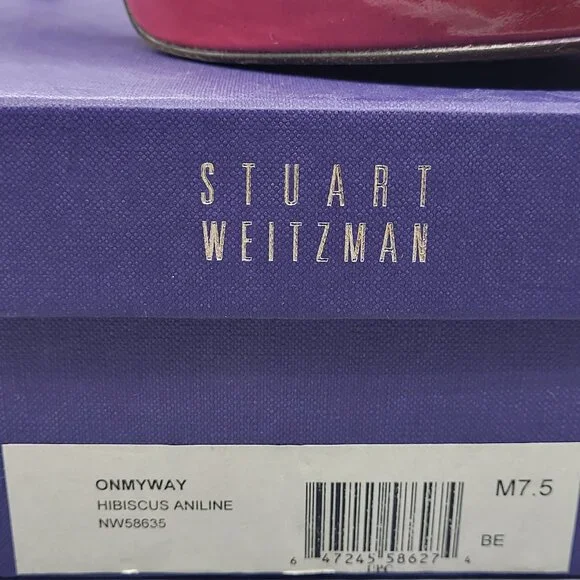 STUART
WEITZMAN
ONMYWAY
HIBISCUS ANILINE
NW58635
M7.5
BE
6 47245 58627 4